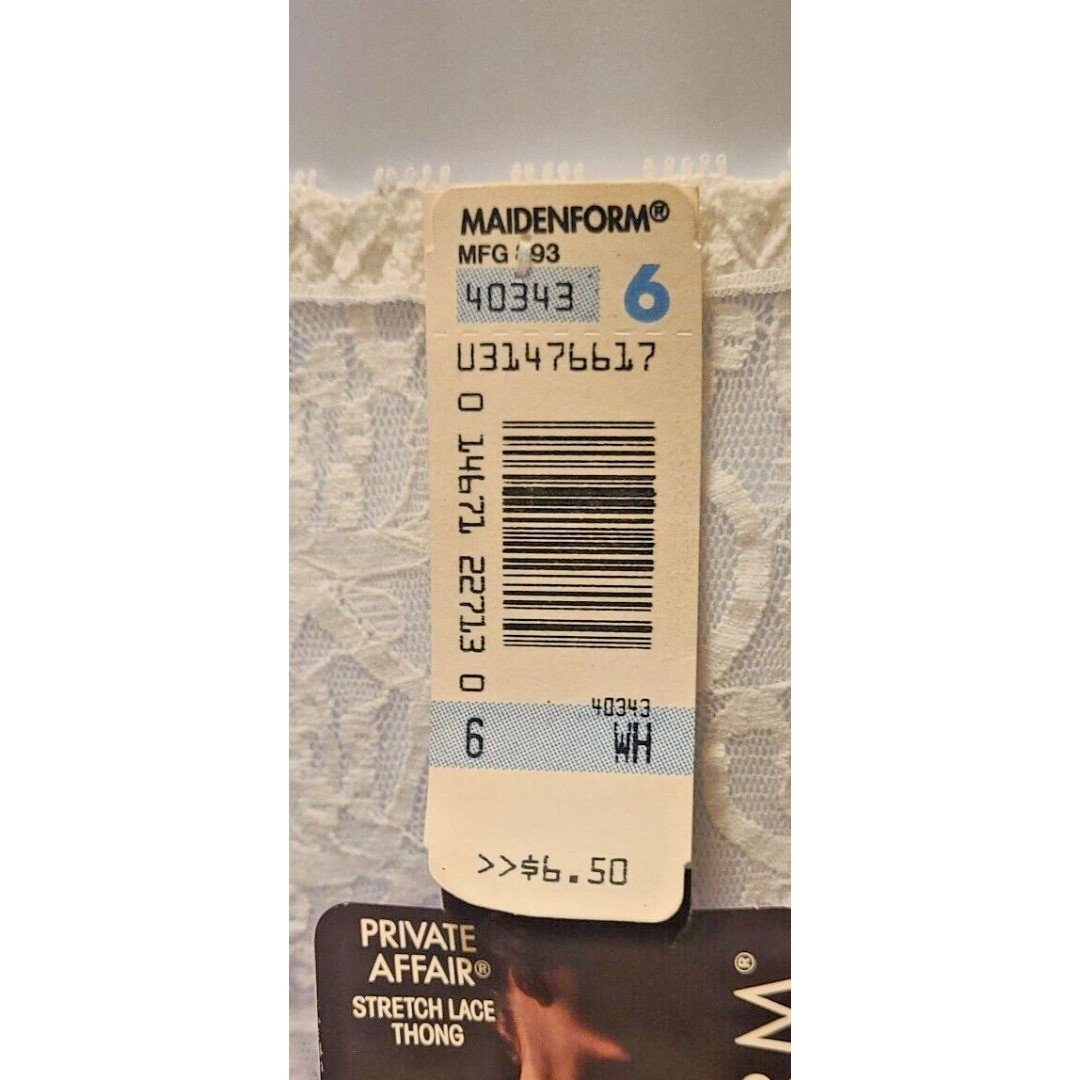 MAIDENFORM®
MFG 93
40343 6
U31476617
0 14671 22713 0
40343
6 WH
>>$6.50
PRIVATE
AFFAIR®
STRETCH LACE
THONG
M ®